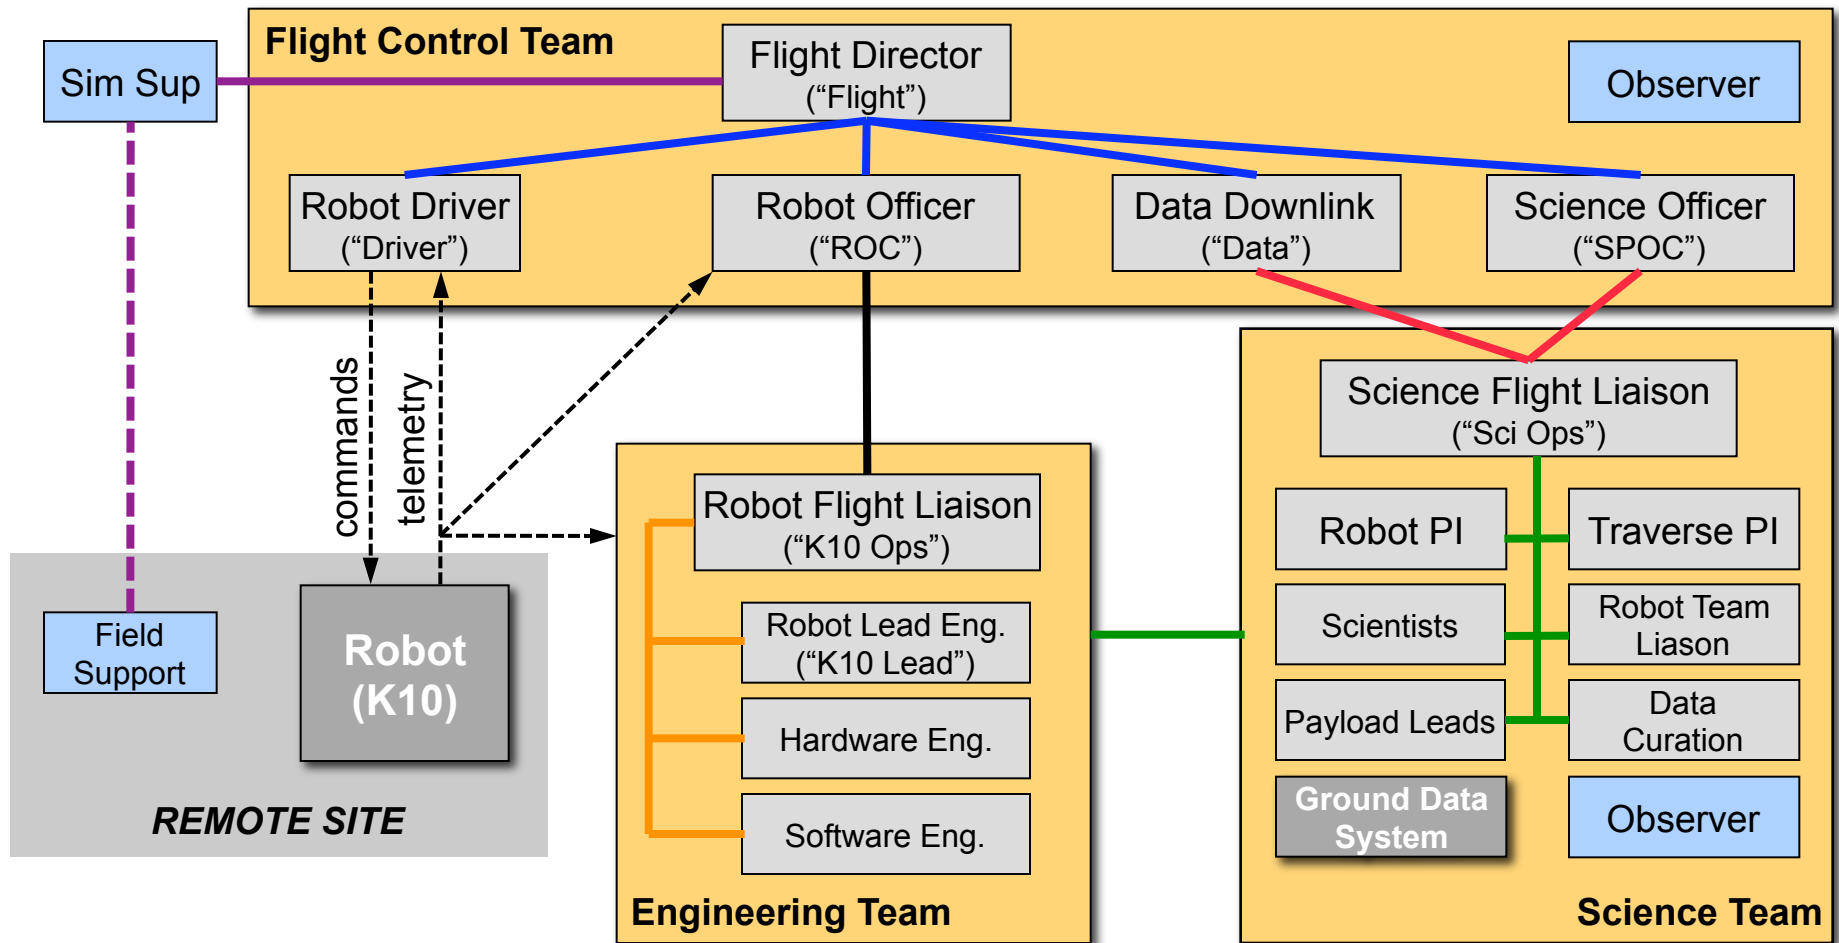 Flight Control Team
Sim Sup
Flight Director
(“Flight”)
Observer
Robot Driver
(“Driver”)
Robot Officer
(“ROC”)
Data Downlink
(“Data”)
Science Officer
(“SPOC”)
commands
telemetry
Science Flight Liaison
(“Sci Ops”)
Robot Flight Liaison
(“K10 Ops”)
Robot PI
Traverse PI
Field
Support
Robot
(K10)
REMOTE SITE
Robot Lead Eng.
(“K10 Lead”)
Hardware Eng.
Software Eng.
Engineering Team
Scientists
Robot Team
Liason
Payload Leads
Data
Curation
Ground Data
System
Observer
Science Team